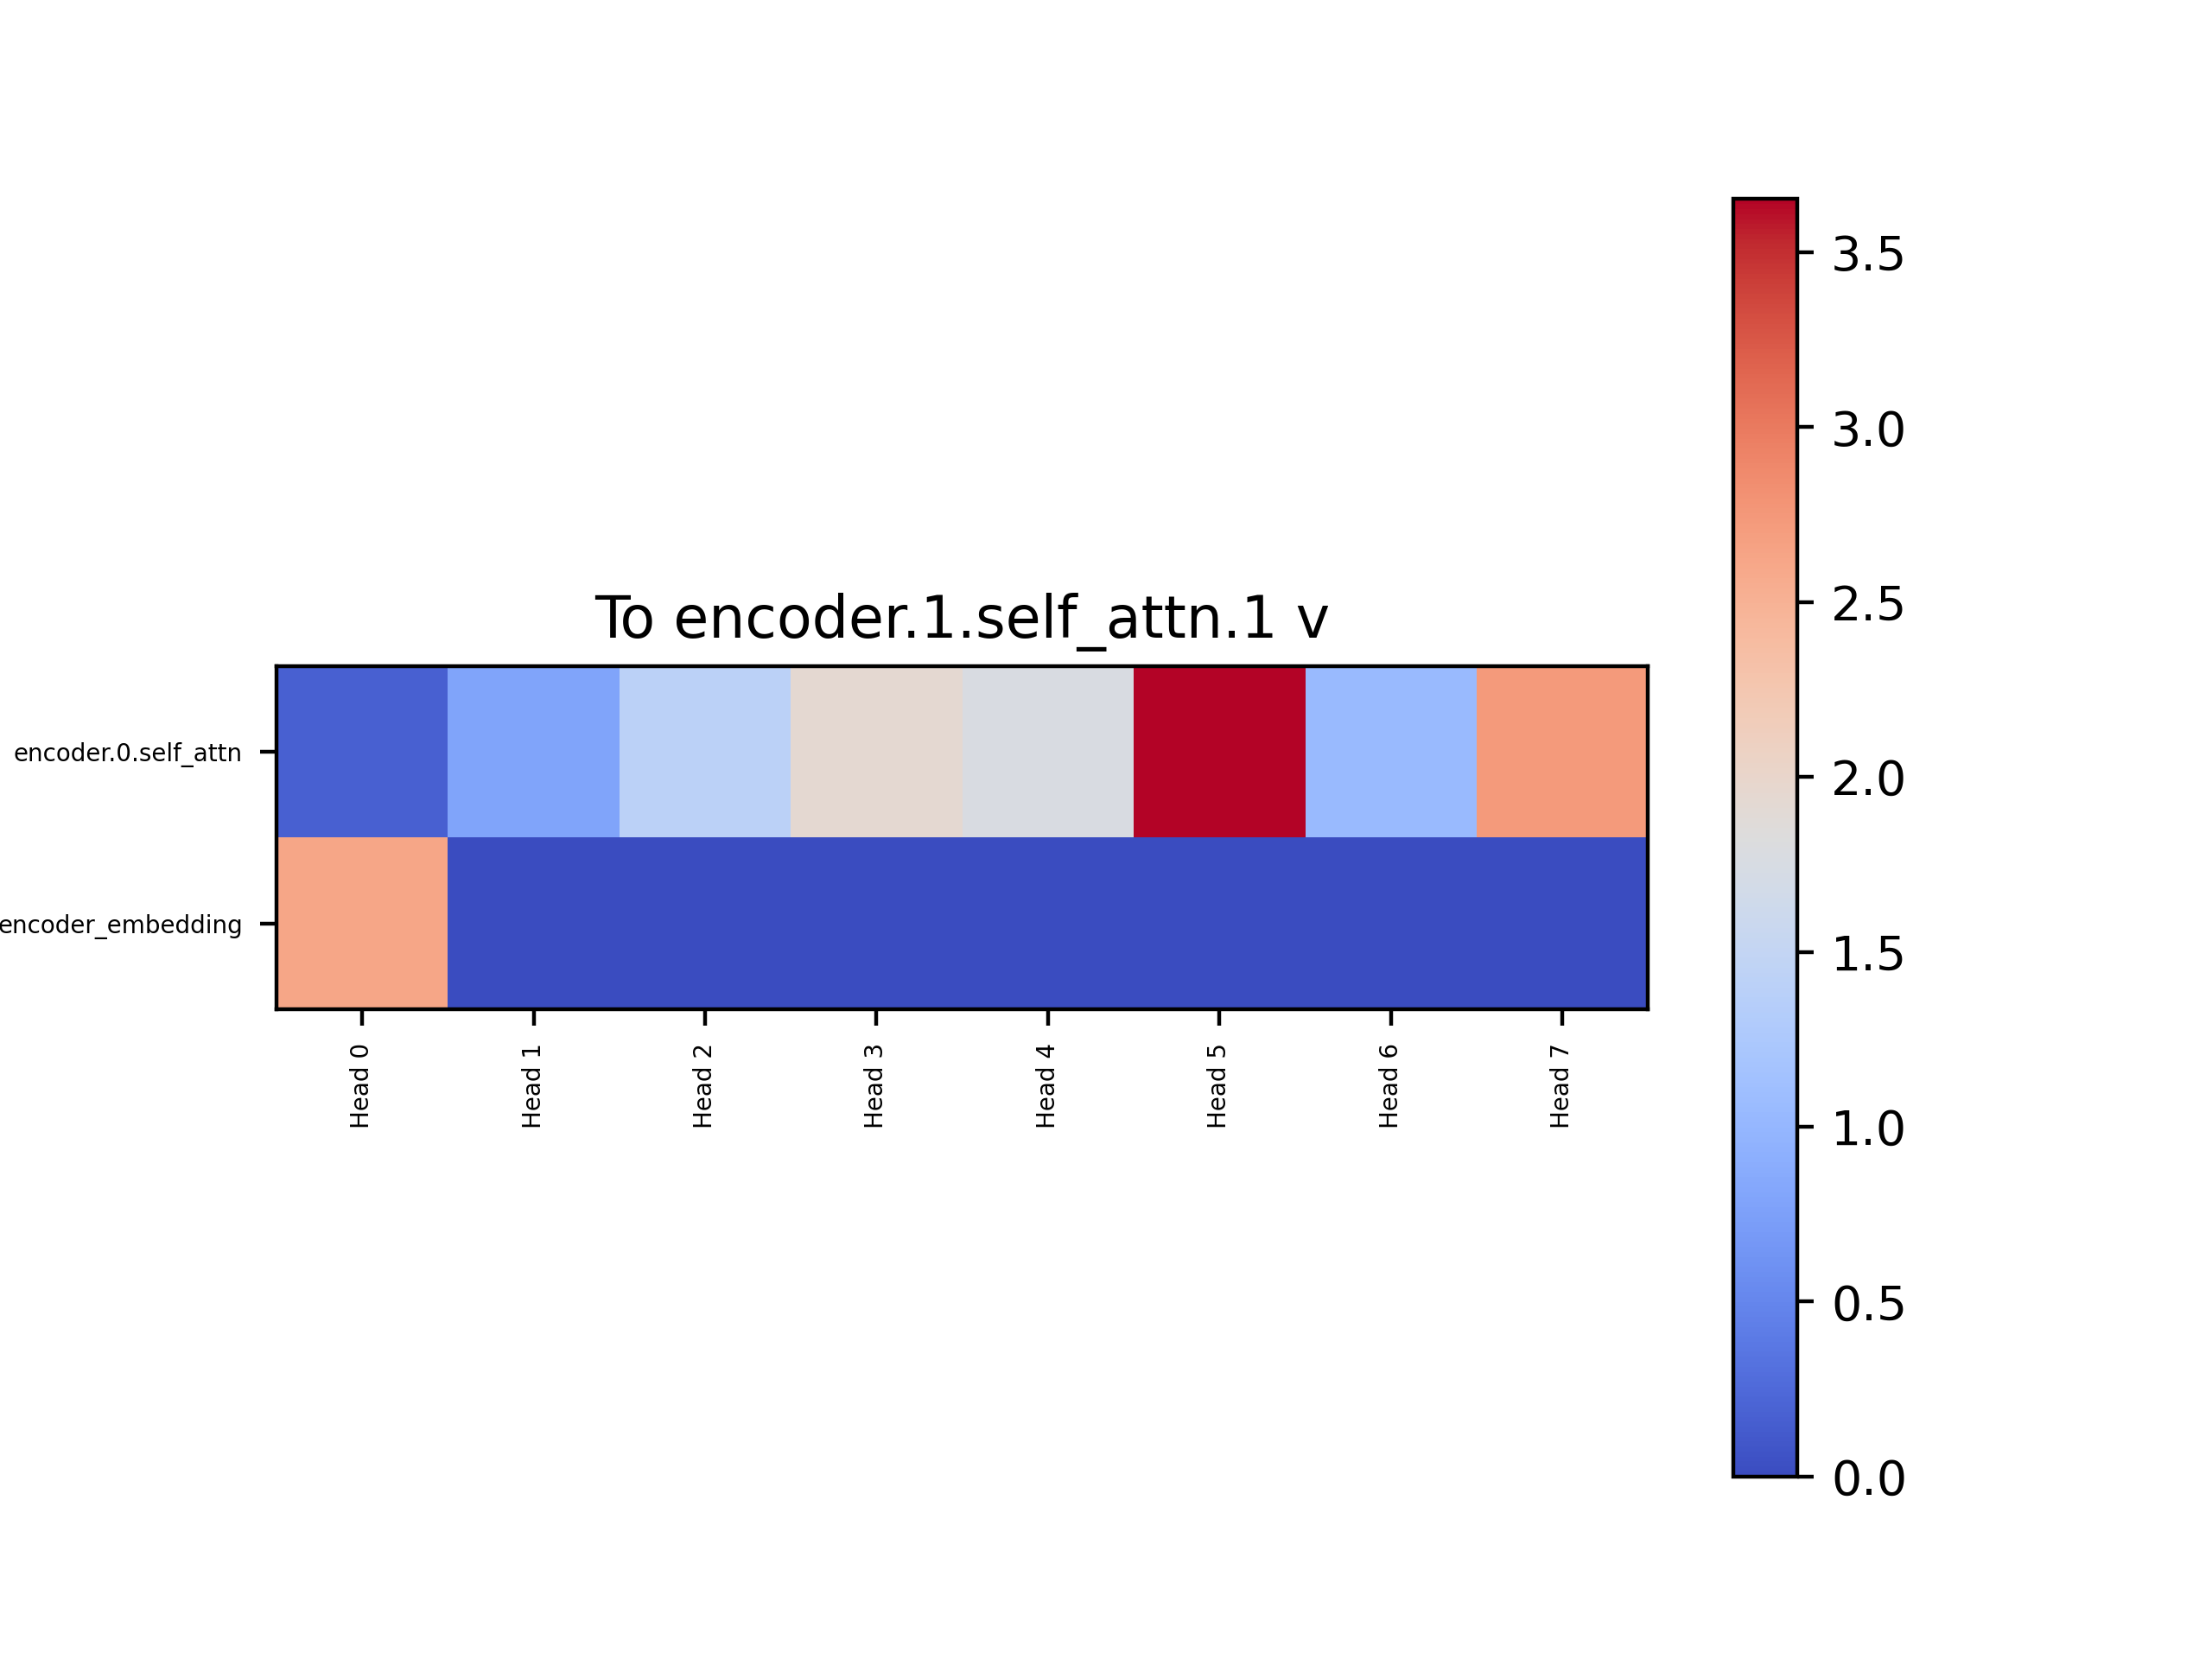 To encoder.1.self_attn.1 v
encoder.0.self_attn
encoder_embedding
Head 0
Head 1
Head 2
Head 3
Head 4
Head 5
Head 6
Head 7
3.5
3.0
2.5
2.0
1.5
1.0
0.5
0.0